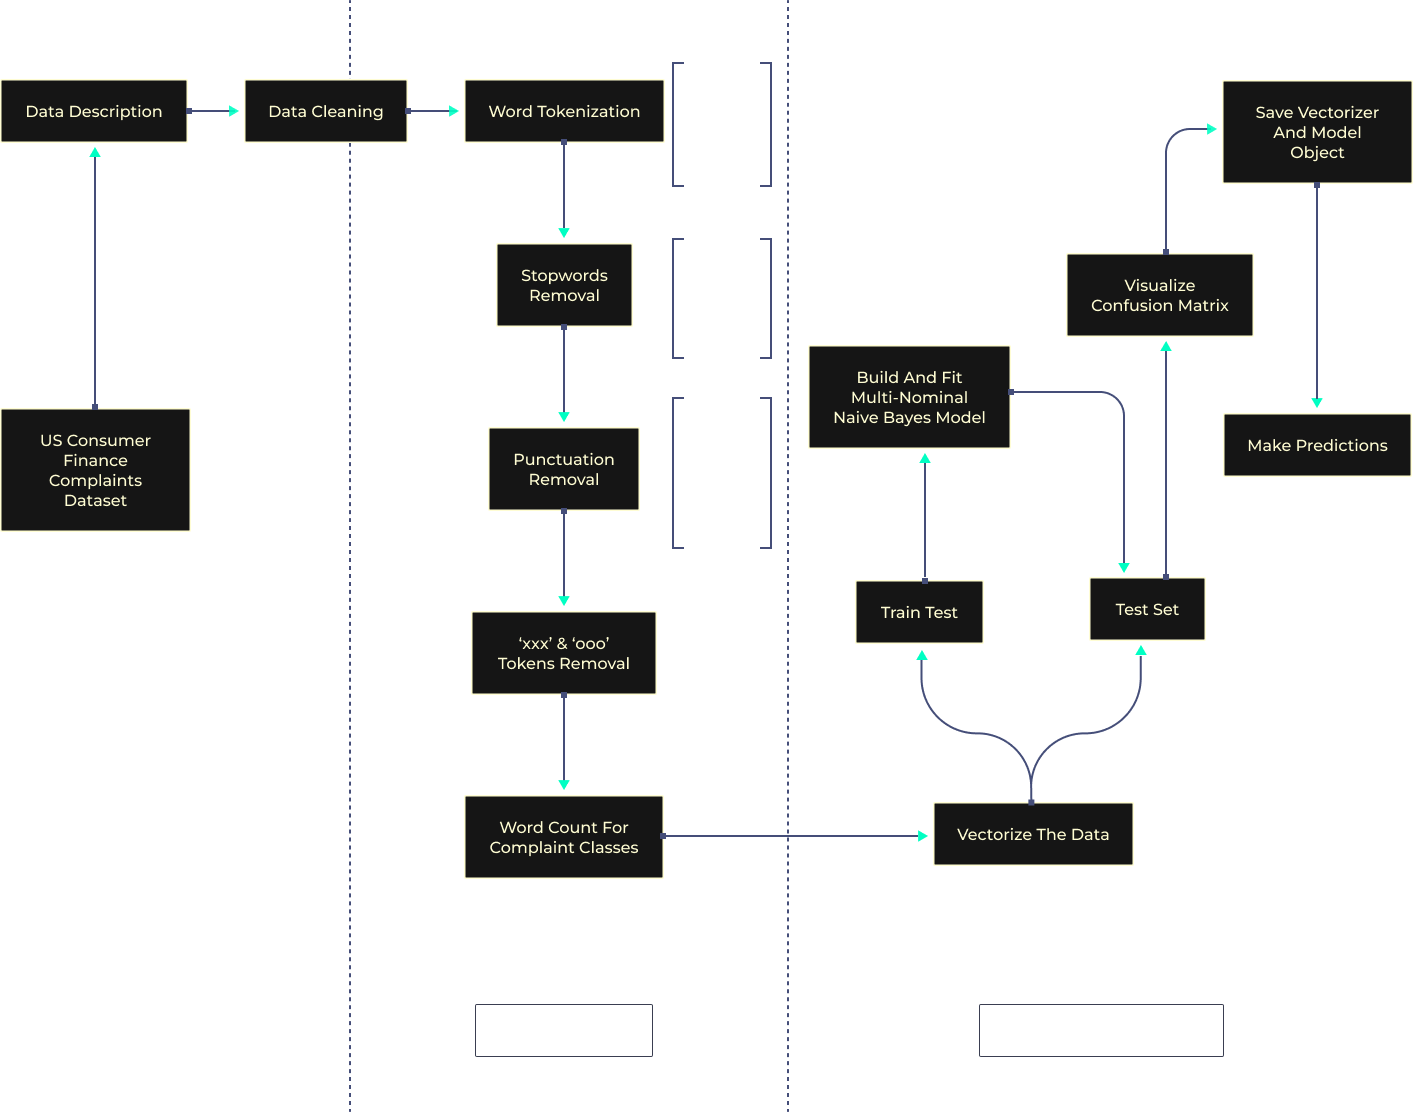 Data Description
Data Cleaning
Word Tokenization
Save Vectorizer
And Model
Object
Stopwords
Removal
Visualize
Confusion Matrix
Build And Fit
Multi-Nominal
Naive Bayes Model
US Consumer
Finance
Complaints
Dataset
Punctuation
Removal
Make Predictions
‘xxx’ & ‘ooo’
Tokens Removal
Train Test
Test Set
Word Count For
Complaint Classes
Vectorize The Data